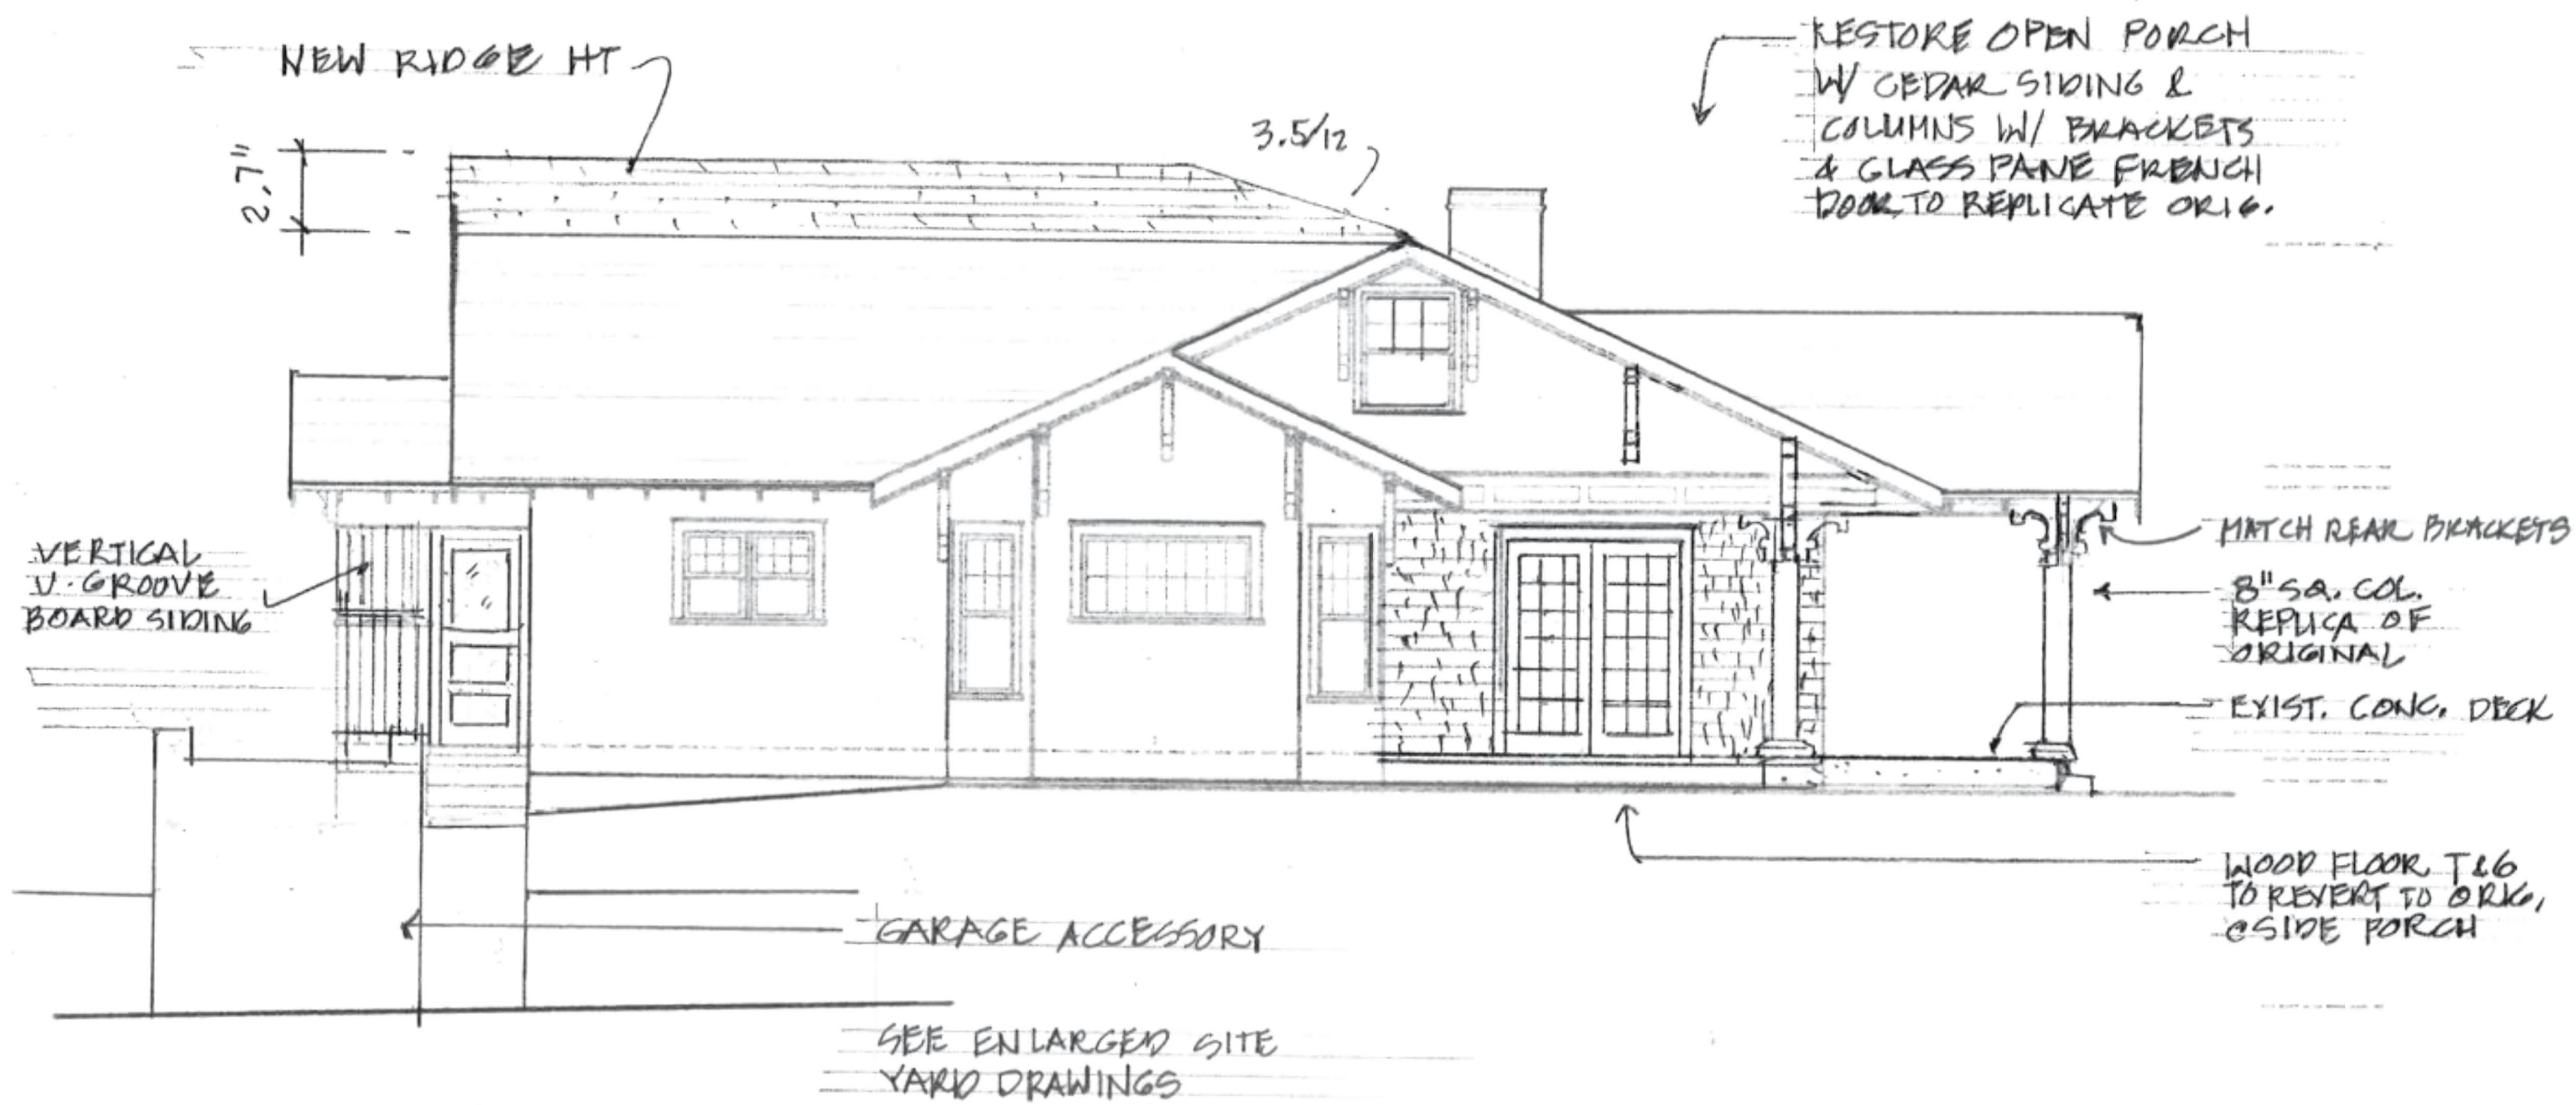 NEW RIDGE HT
2'.7"
3.5/12
RESTORE OPEN PORCH
W/ CEDAR SIDING &
COLUMNS W/ BRACKETS
& GLASS PANE FRENCH
DOOR TO REPLICATE ORIG.
VERTICAL
V. GROOVE
BOARD SIDING
MATCH REAR BRACKETS
8" SQ. COL.
REPLICA OF
ORIGINAL
EXIST. CONC. DECK
WOOD FLOOR T&G
TO REVERT TO ORIG,
@ SIDE PORCH
GARAGE ACCESSORY
SEE ENLARGED SITE
YARD DRAWINGS